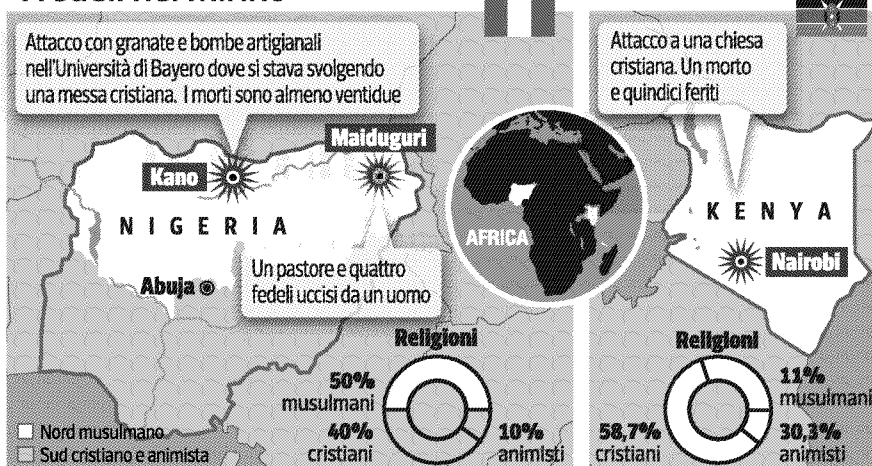 Attacco con granate e bombe artigianali
nell'Università di Bayero dove si stava svolgendo
una messa cristiana. I morti sono almeno ventidue
Attacco a una chiesa
cristiana. Un morto
e quindici feriti
Maiduguri
Kano
NIGERIA
Abuja
Un pastore e quattro
fedeli uccisi da un uomo
AFRICA
KENYA
Nairobi
Religioni
50%
musulmani
40%
cristiani
10%
animisti
Nord musulmano
Sud cristiano e animista
Religioni
11%
musulmani
58,7%
cristiani
30,3%
animisti